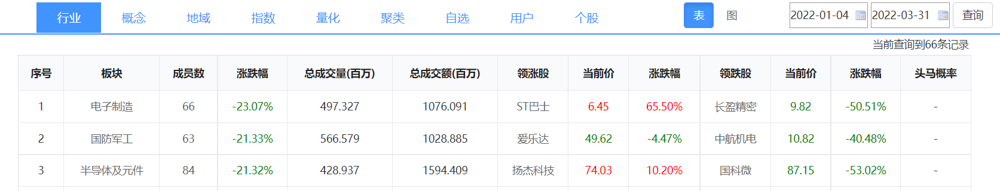 行业 概念 地域 指数 量化 聚类 自选 用户 个股 表 图 2022-01-04 2022-03-31 查询
当前查询到66条记录
序号 板块 成员数 涨跌幅 总成交量(百万) 总成交额(百万) 领涨股 当前价 涨跌幅 领跌股 当前价 涨跌幅 头马概率
1 电子制造 66 -23.07% 497.327 1076.091 ST巴士 6.45 65.50% 长盈精密 9.82 -50.51% -
2 国防军工 63 -21.33% 566.579 1028.885 爱乐达 49.62 -4.47% 中航机电 10.82 -40.48% -
3 半导体及元件 84 -21.32% 428.937 1594.409 扬杰科技 74.03 10.20% 国科微 87.15 -53.02% -